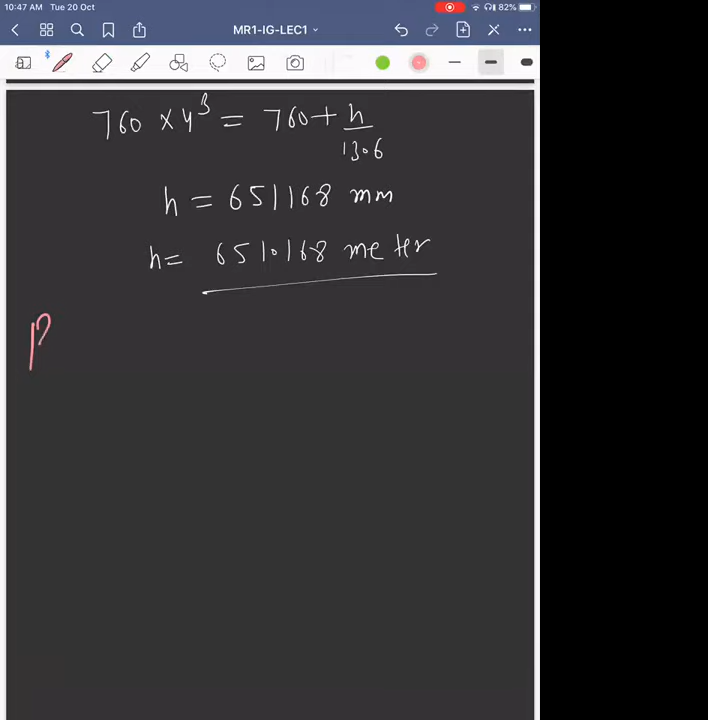 10:47 AM Tue 20 Oct 82%
MR1-IG-LEC1
760 × 4³ = 760 + h/13.6
h = 651168 mm
h = 651.168 meter
P